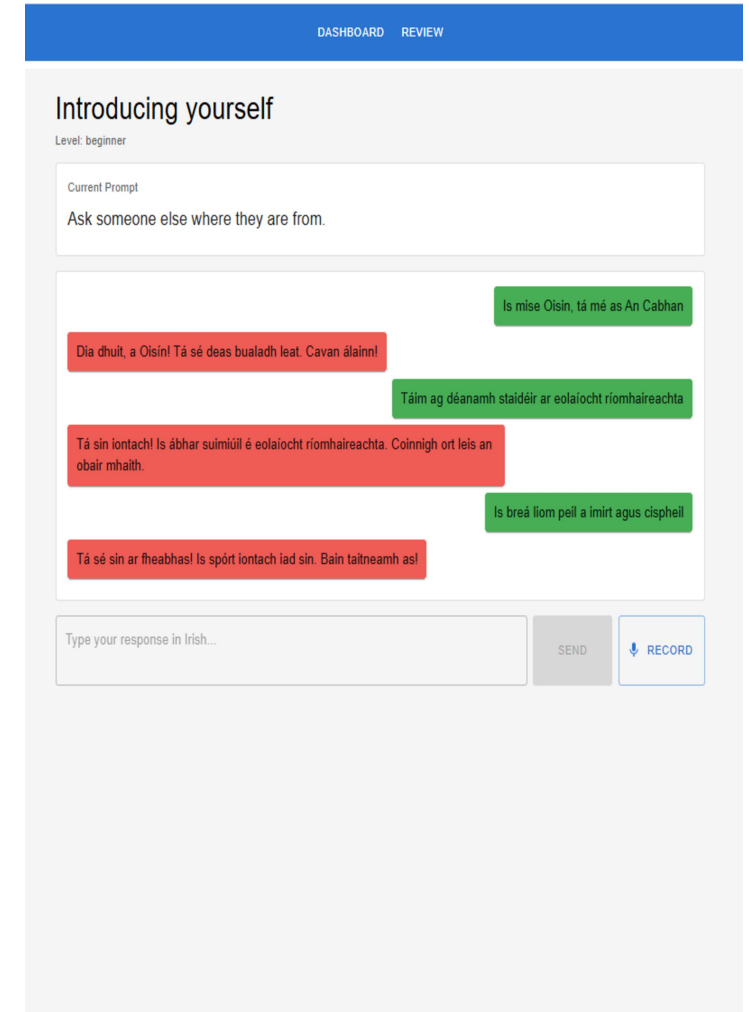 DASHBOARD REVIEW
Introducing yourself
Level: beginner
Current Prompt
Ask someone else where they are from.
Is mise Oisin, tá mé as An Cabhan
Dia dhuit, a Oisín! Tá sé deas bualadh leat. Cavan álainn!
Táim ag déanamh staidéir ar eolaíocht ríomhaireachta
Tá sin iontach! Is ábhar suimiúil é eolaíocht ríomhaireachta. Coinnigh ort leis an
obair mhaith.
Is breá liom peil a imirt agus cispheil
Tá sé sin ar fheabhas! Is spórt iontach iad sin. Bain taitneamh as!
Type your response in Irish...
SEND
RECORD